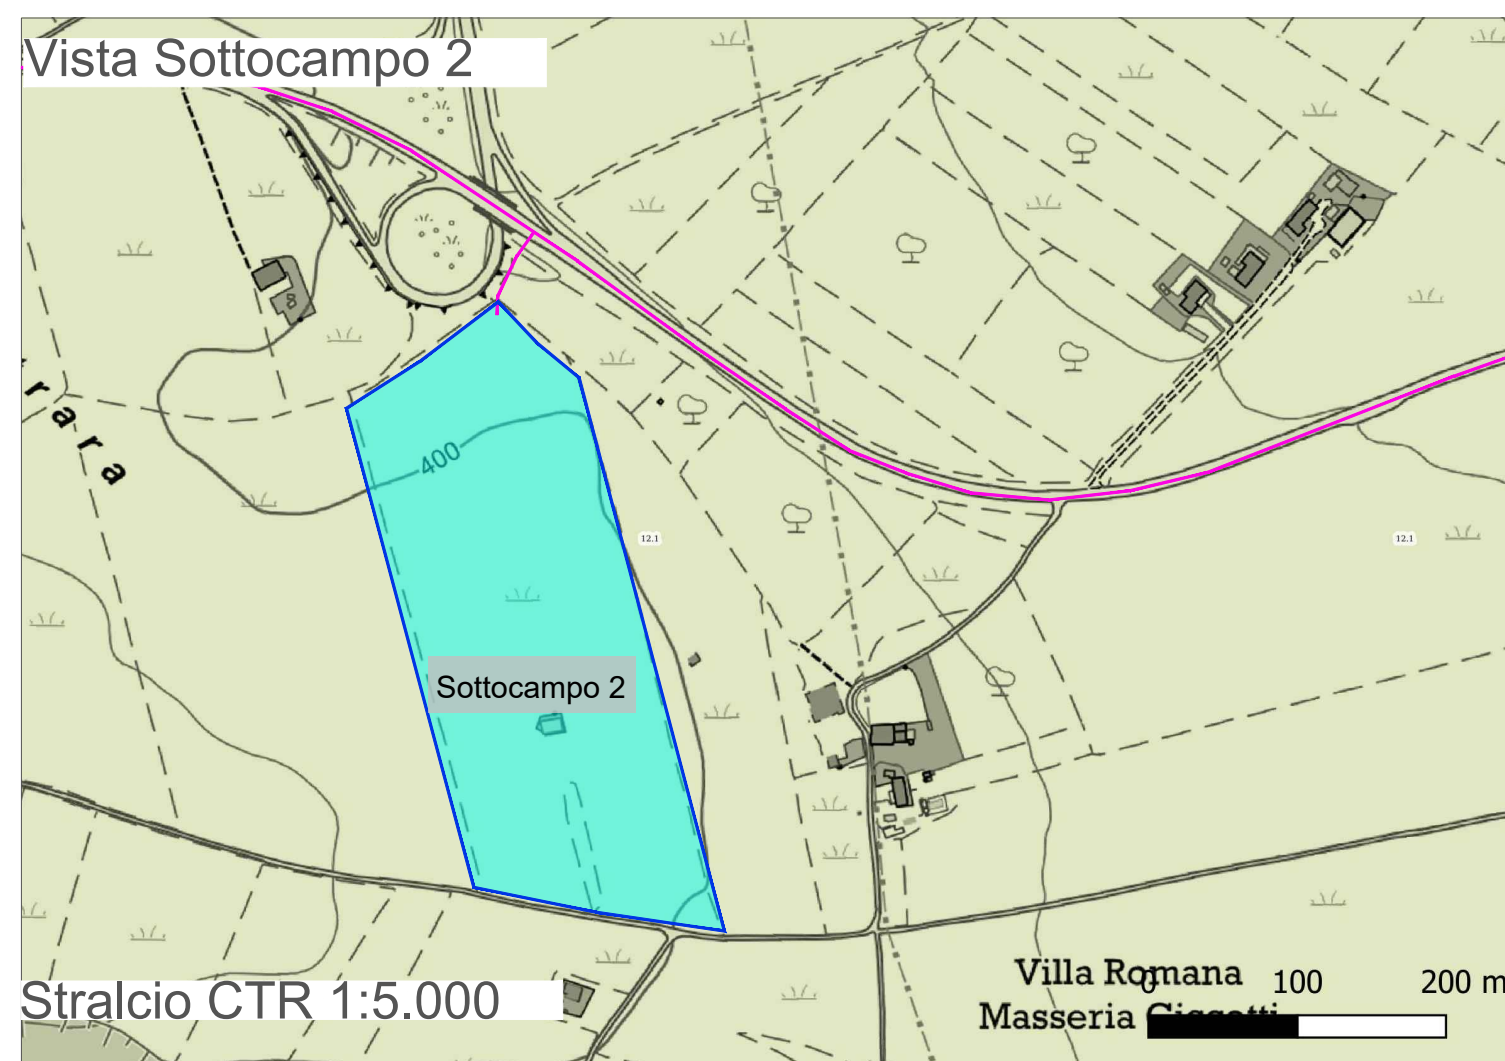 Vista Sottocampo 2
rara
400
12.1
12.1
Sottocampo 2
Villa Romana
Masseria
0 100 200 m
Stralcio CTR 1:5.000